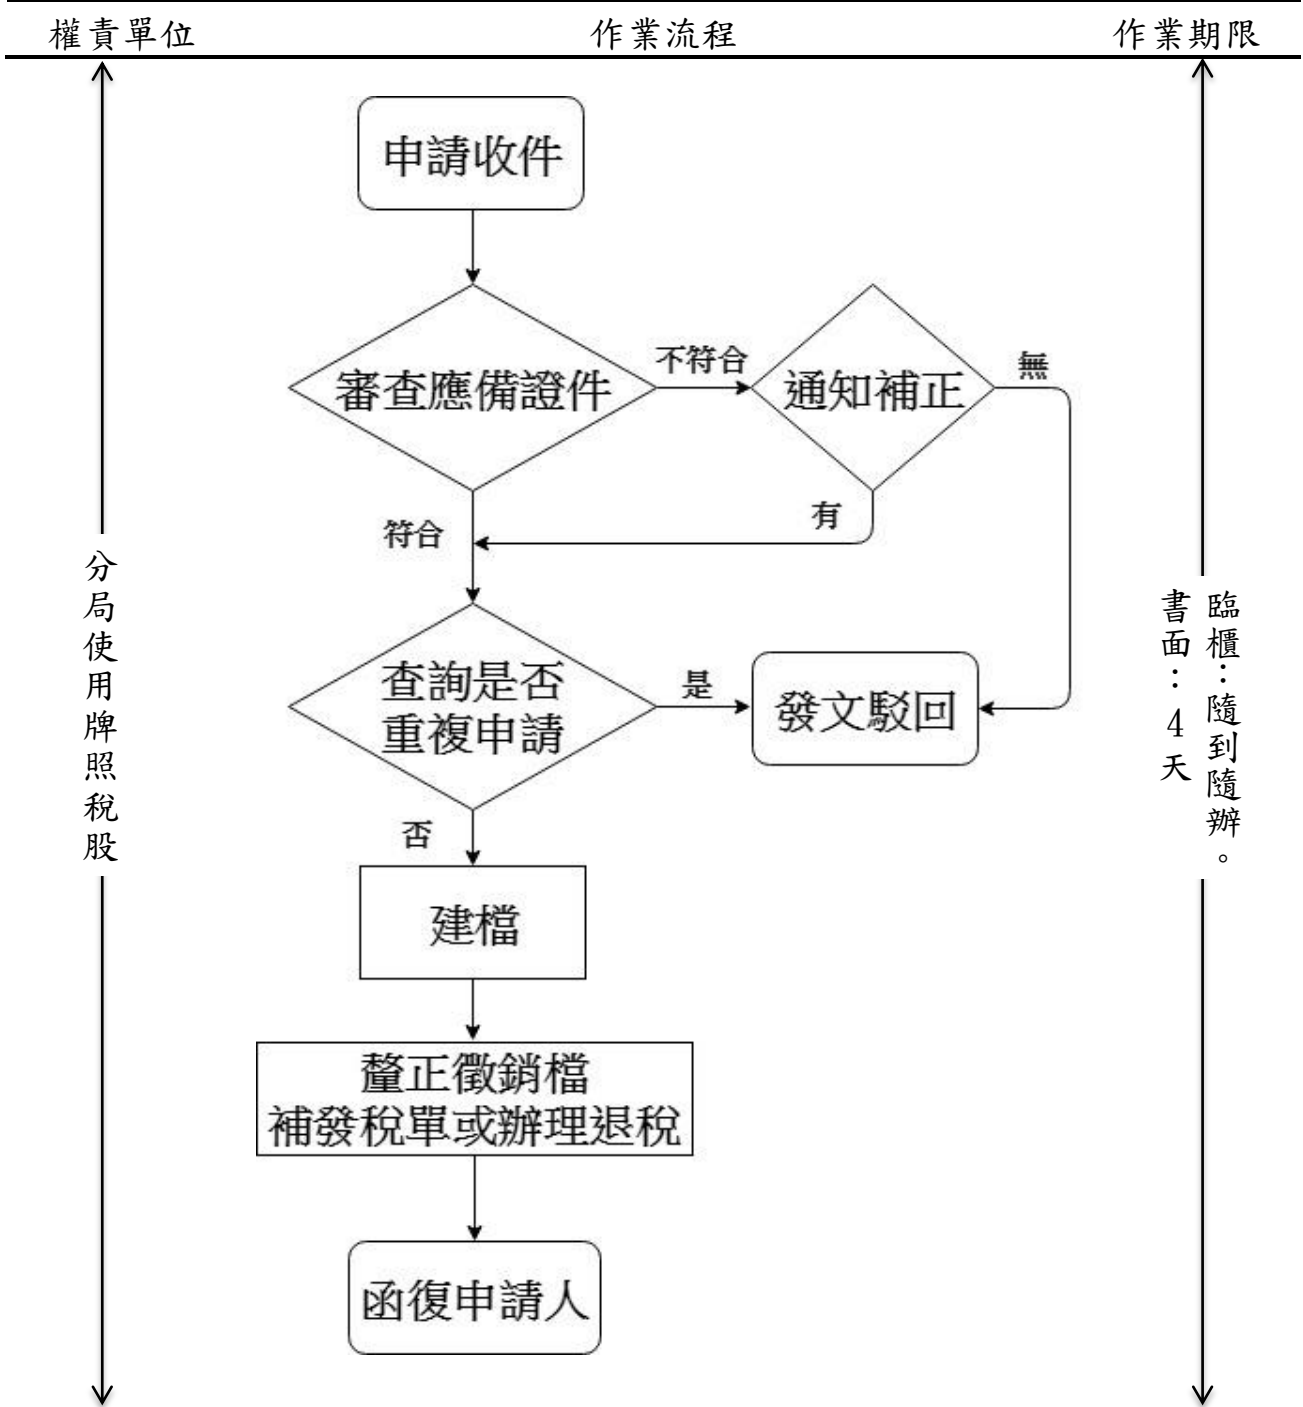 權責單位
作業流程
作業期限
申請收件
審查應備證件
不符合
通知補正
無
有
符合
查詢是否
重複申請
是
發文駁回
否
建檔
釐正徵銷檔
補發稅單或辦理退稅
函復申請人
分局使用牌照稅股
臨櫃：隨到隨辦。
書面：4天